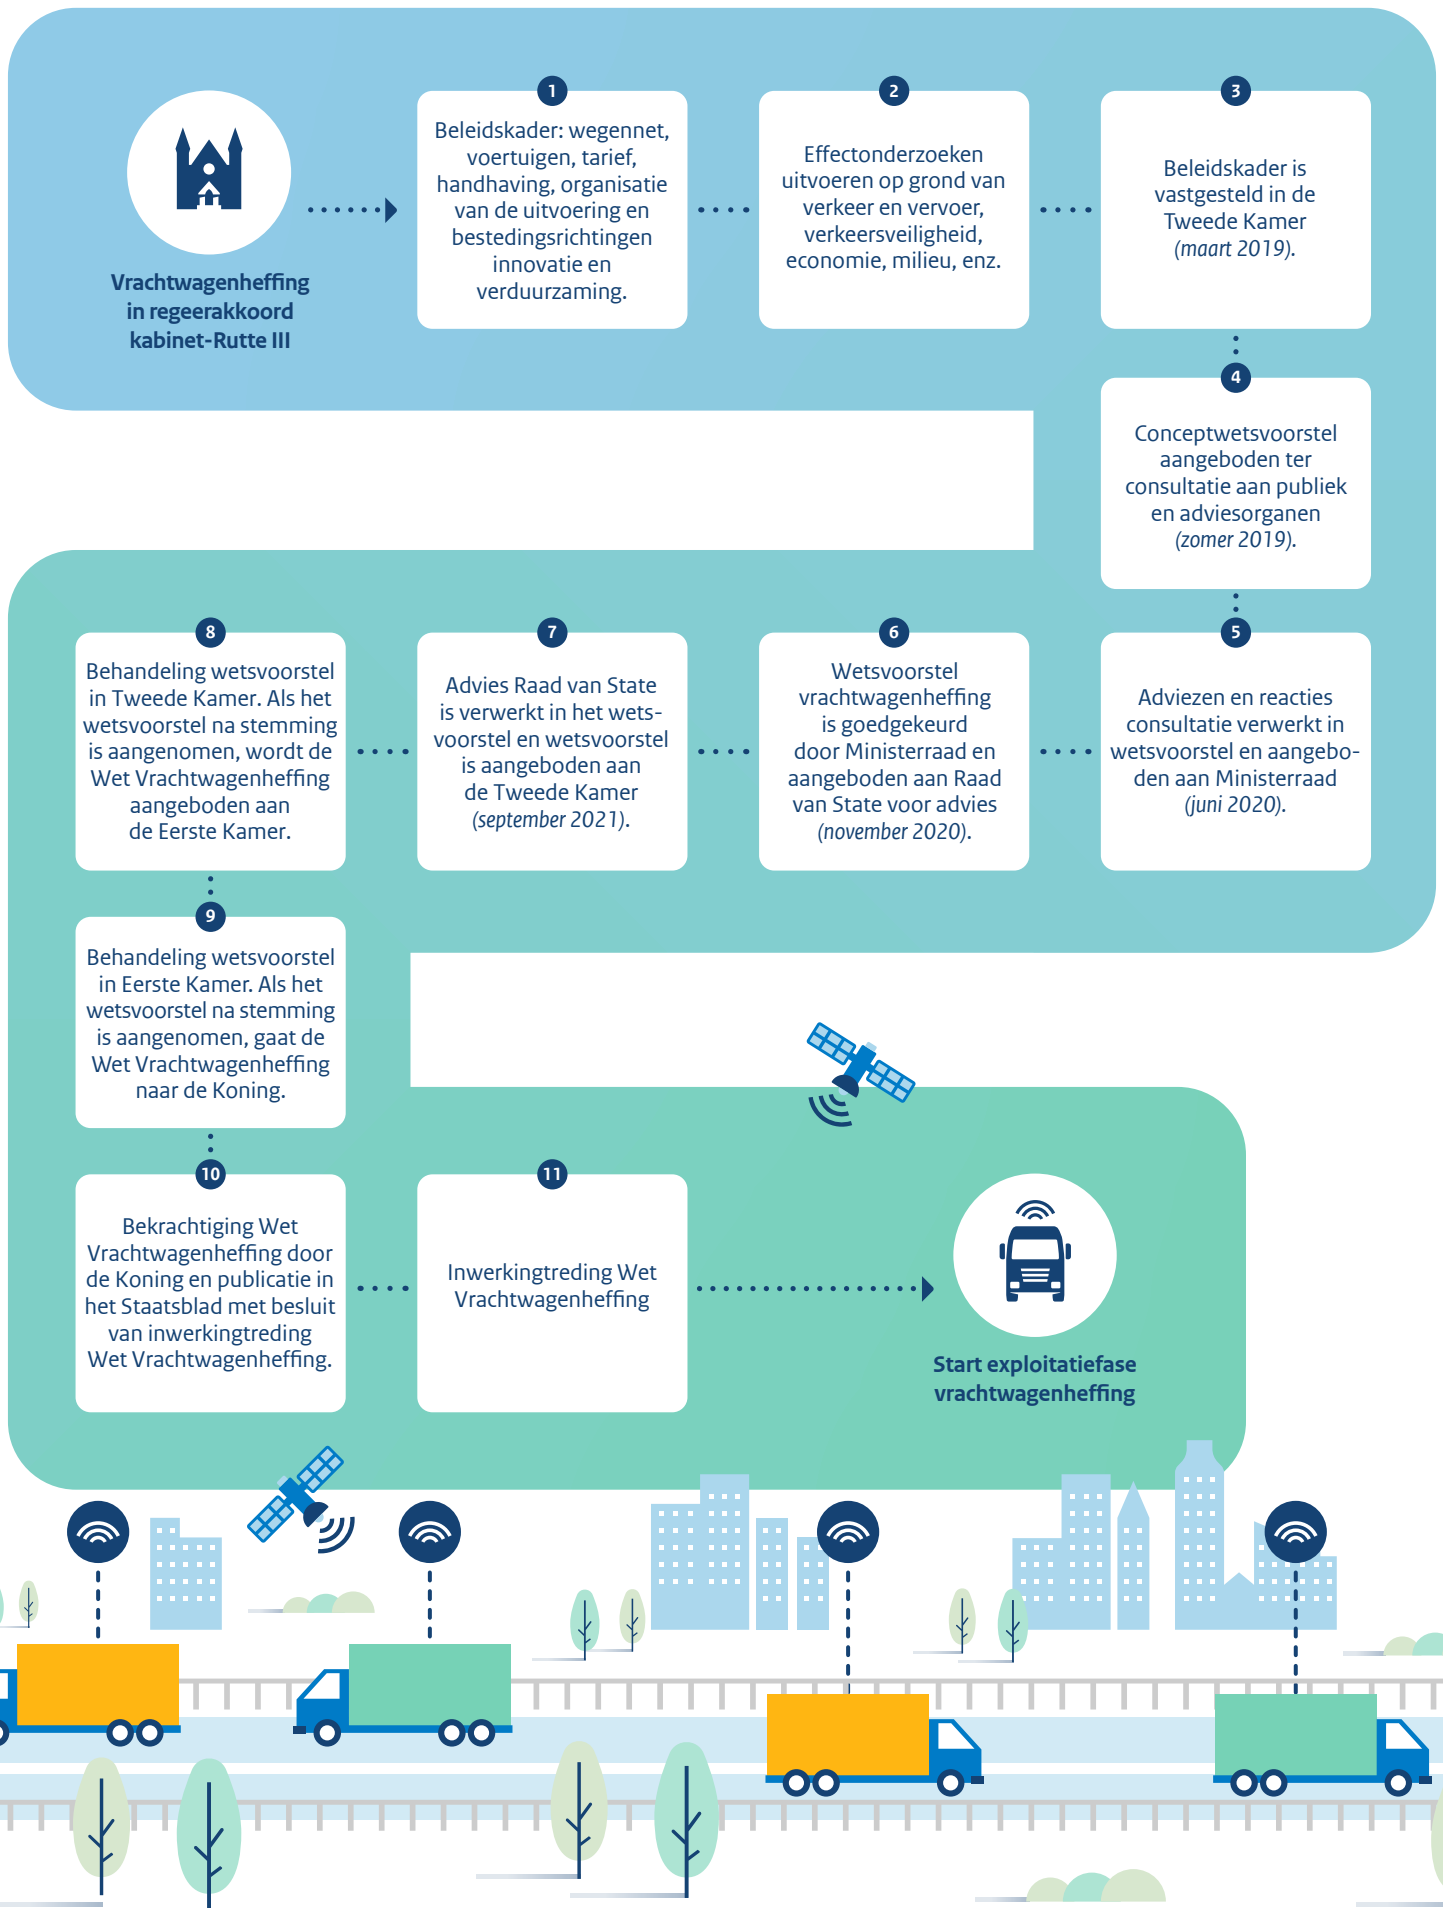 Vrachtwagenheffing
in regeerakkoord
kabinet-Rutte III
1
Beleidskader: wegennet,
voertuigen, tarief,
handhaving, organisatie
van de uitvoering en
bestedingsrichtingen
innovatie en
verduurzaming.
2
Effectonderzoeken
uitvoeren op grond van
verkeer en vervoer,
verkeersveiligheid,
economie, milieu, enz.
3
Beleidskader is
vastgesteld in de
Tweede Kamer
(maart 2019).
4
Conceptwetsvoorstel
aangeboden ter
consultatie aan publiek
en adviesorganen
(zomer 2019).
5
Adviezen en reacties
consultatie verwerkt in
wetsvoorstel en aangebo-
den aan Ministerraad
(juni 2020).
6
Wetsvoorstel
vrachtwagenheffing
is goedgekeurd
door Ministerraad en
aangeboden aan Raad
van State voor advies
(november 2020).
7
Advies Raad van State
is verwerkt in het wets-
voorstel en wetsvoorstel
is aangeboden aan
de Tweede Kamer
(september 2021).
8
Behandeling wetsvoorstel
in Tweede Kamer. Als het
wetsvoorstel na stemming
is aangenomen, wordt de
Wet Vrachtwagenheffing
aangeboden aan
de Eerste Kamer.
9
Behandeling wetsvoorstel
in Eerste Kamer. Als het
wetsvoorstel na stemming
is aangenomen, gaat de
Wet Vrachtwagenheffing
naar de Koning.
10
Bekrachtiging Wet
Vrachtwagenheffing door
de Koning en publicatie in
het Staatsblad met besluit
van inwerkingtreding
Wet Vrachtwagenheffing.
11
Inwerkingtreding Wet
Vrachtwagenheffing
Start exploitatiefase
vrachtwagenheffing